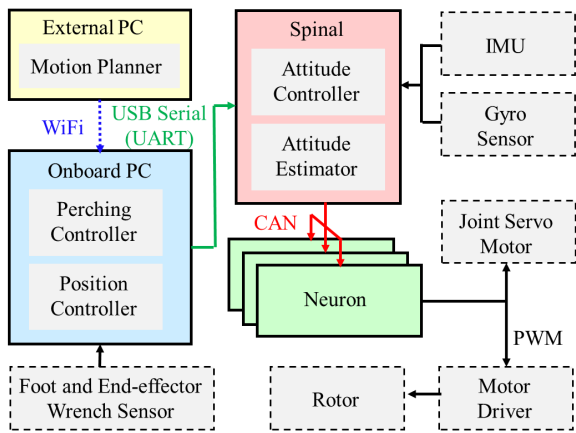 External PC
Motion Planner
WiFi
USB Serial
(UART)
Onboard PC
Perching
Controller
Position
Controller
Foot and End-effector
Wrench Sensor
Spinal
Attitude
Controller
Attitude
Estimator
IMU
Gyro
Sensor
CAN
Neuron
Joint Servo
Motor
PWM
Motor
Driver
Rotor